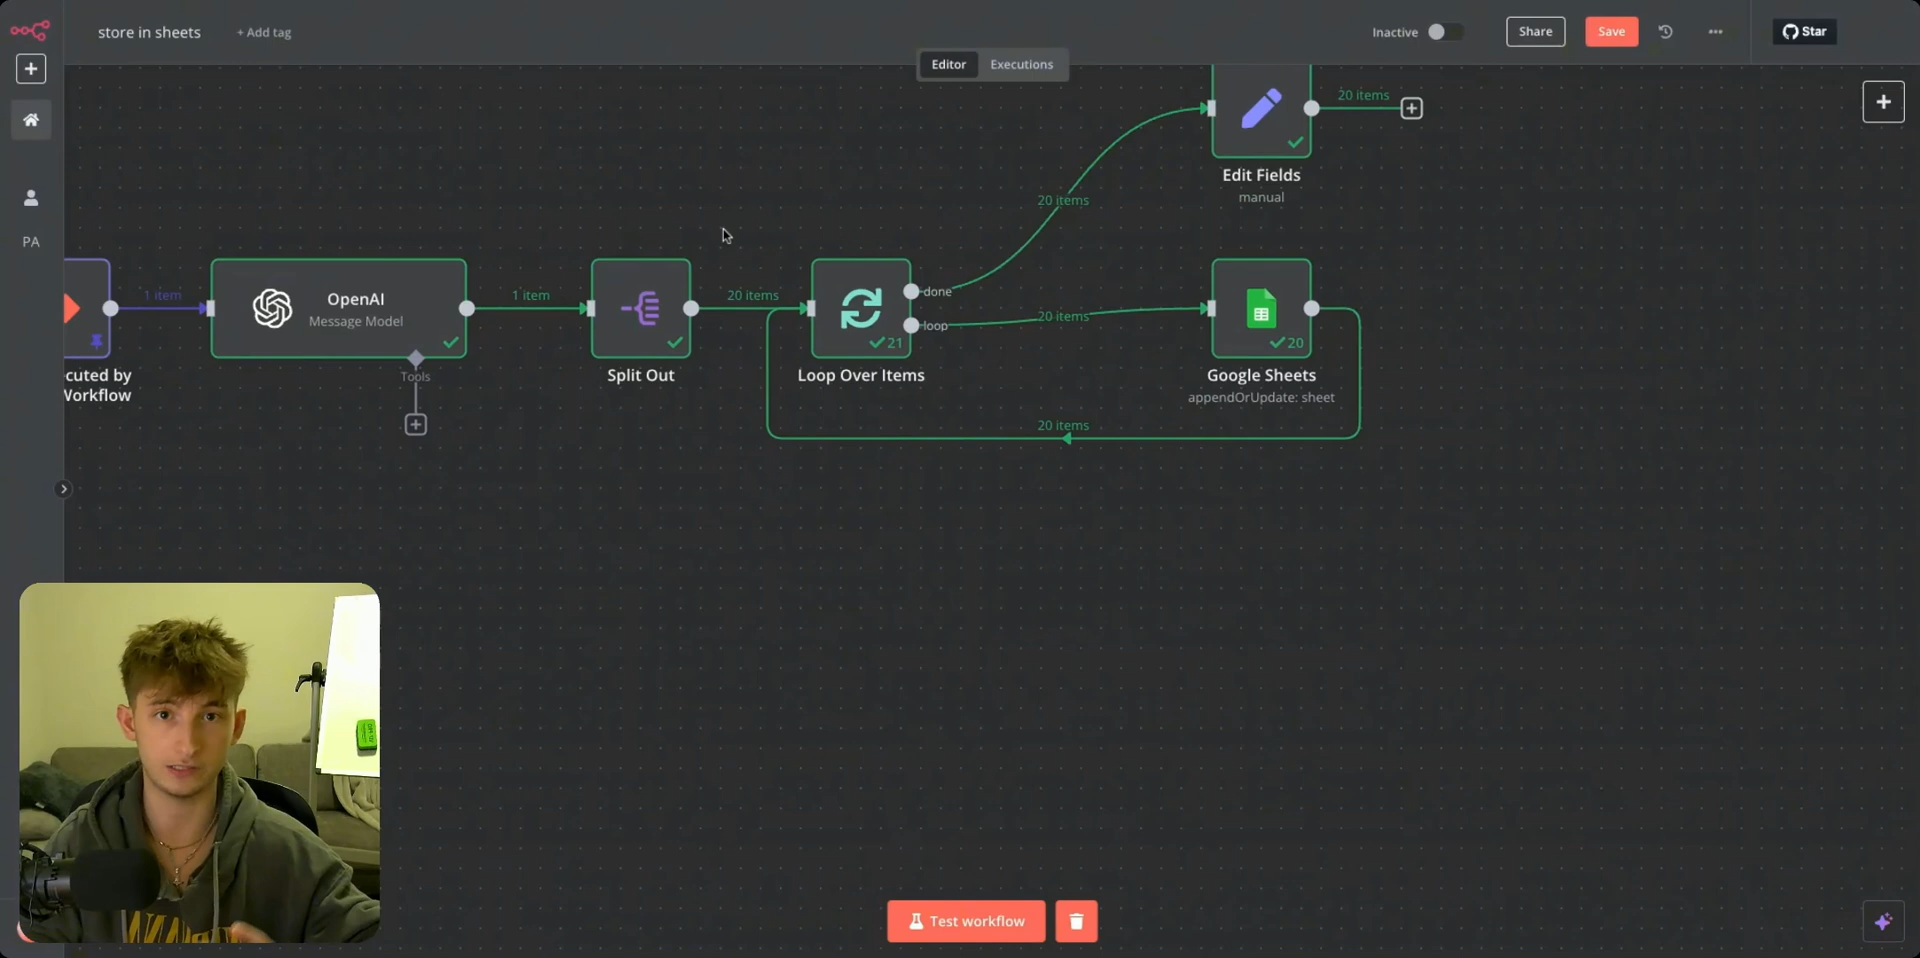 store in sheets
+ Add tag
Inactive
Share
Save
Star
Editor
Executions
20 items
Edit Fields
manual
20 items
PA
1 item
OpenAI
Message Model
1 item
20 items
done
loop
20 items
21
20
cuted by
Workflow
Tools
Split Out
Loop Over Items
Google Sheets
appendOrUpdate: sheet
20 items
Test workflow